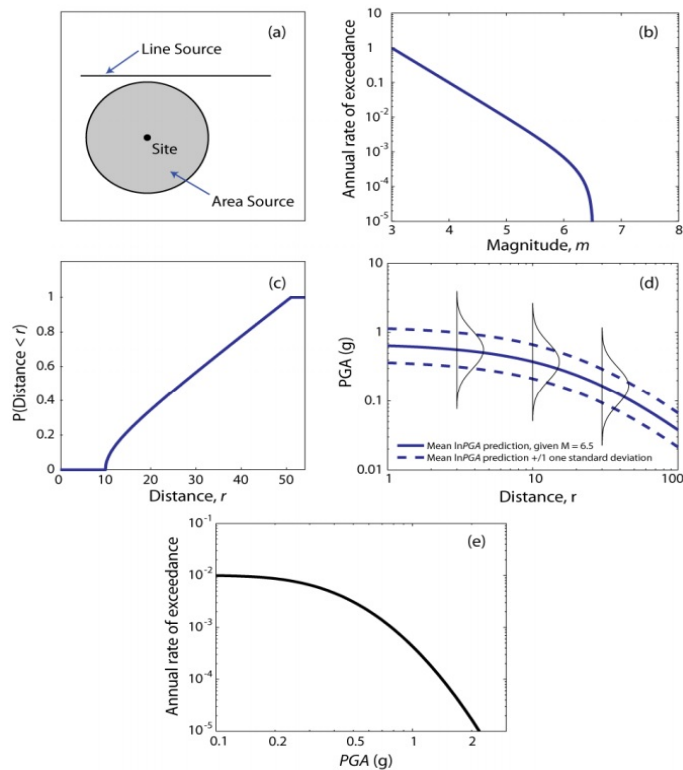 (a)
Line Source
Site
Area Source
(b)
Annual rate of exceedance
1
0.1
10-2
10-3
10-4
10-5
3 4 5 6 7 8
Magnitude, m
(c)
P(Distance < r)
1
0.8
0.6
0.4
0.2
0
0 10 20 30 40 50
Distance, r
(d)
PGA (g)
10
1
0.1
0.01
Mean lnPGA prediction, given M = 6.5
Mean lnPGA prediction +/1 one standard deviation
1 10 100
Distance, r
(e)
Annual rate of exceedance
10-1
10-2
10-3
10-4
10-5
0.1 0.2 0.5 1 2
PGA (g)